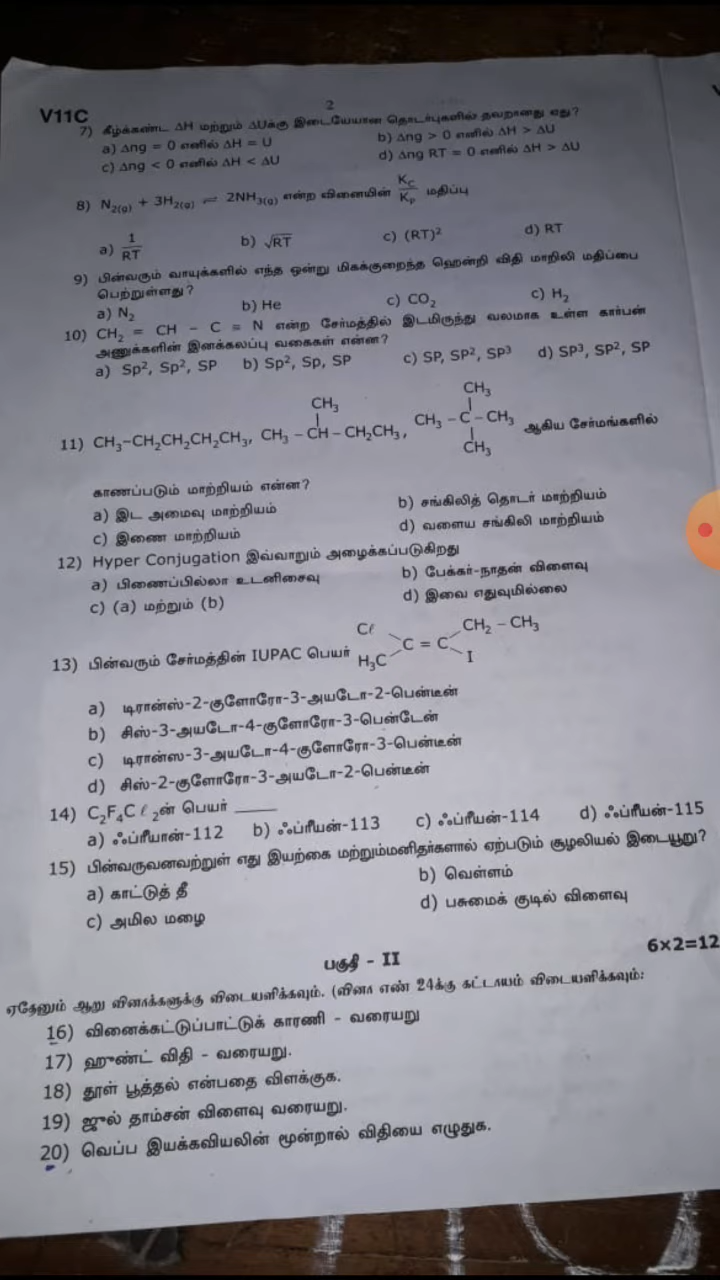 2
V11C
7) கீழ்க்கண்ட ΔH மற்றும் ΔUக்கு இடையேயான தொடர்புகளில் தவறானது எது?
a) Δng = 0 எனில் ΔH = U b) Δng > 0 எனில் ΔH > ΔU
c) Δng < 0 எனில் ΔH < ΔU d) Δng RT = 0 எனில் ΔH > ΔU
8) N₂(g) + 3H₂(g) ⇌ 2NH₃(g) என்ற வினையின் K_C/K_P மதிப்பு
a) 1/RT b) √RT c) (RT)² d) RT
9) பின்வரும் வாயுக்களில் எந்த ஒன்று மிகக்குறைந்த ஹென்றி விதி மாறிலி மதிப்பை
பெற்றுள்ளது?
a) N₂ b) He c) CO₂ c) H₂
10) CH₂ = CH – C ≡ N என்ற சேர்மத்தில் இடமிருந்து வலமாக உள்ள கார்பன்
அணுக்களின் இனக்கலப்பு வகைகள் என்ன?
a) Sp², Sp², SP b) Sp², Sp, SP c) SP, SP², SP³ d) SP³, SP², SP
CH₃ CH₃
11) CH₃–CH₂CH₂CH₂CH₃, CH₃ – CH – CH₂CH₃, CH₃ – C – CH₃ ஆகிய சேர்மங்களில்
CH₃
காணப்படும் மாற்றியம் என்ன?
a) இட அமைவு மாற்றியம் b) சங்கிலித் தொடர் மாற்றியம்
c) இணை மாற்றியம் d) வளைய சங்கிலி மாற்றியம்
12) Hyper Conjugation இவ்வாறும் அழைக்கப்படுகிறது
a) பிணைப்பில்லா உடனிசைவு b) பேக்கர்-நாதன் விளைவு
c) (a) மற்றும் (b) d) இவை எதுவுமில்லை
Cℓ CH₂ – CH₃
13) பின்வரும் சேர்மத்தின் IUPAC பெயர் C = C
H₃C I
a) டிரான்ஸ்-2-குளோரோ-3-அயடோ-2-பென்டீன்
b) சிஸ்-3-அயடோ-4-குளோரோ-3-பென்டேன்
c) டிரான்ஸ-3-அயடோ-4-குளோரோ-3-பென்டீன்
d) சிஸ்-2-குளோரோ-3-அயடோ-2-பென்டீன்
14) C₂F₄Cℓ₂ன் பெயர் ____
a) ஃப்ரீயான்-112 b) ஃப்ரீயன்-113 c) ஃப்ரீயன்-114 d) ஃப்ரீயன்-115
15) பின்வருவனவற்றுள் எது இயற்கை மற்றும்மனிதர்களால் ஏற்படும் சூழலியல் இடையூறு?
a) காட்டுத் தீ b) வெள்ளம்
c) அமில மழை d) பசுமைக் குடில் விளைவு
பகுதி - II 6×2=12
ஏதேனும் ஆறு வினாக்களுக்கு விடையளிக்கவும். (வினா எண் 24க்கு கட்டாயம் விடையளிக்கவும்:
16) வினைக்கட்டுப்பாட்டுக் காரணி - வரையறு
17) ஹுண்ட் விதி - வரையறு.
18) தூள் பூத்தல் என்பதை விளக்குக.
19) ஜுல் தாம்சன் விளைவு வரையறு.
20) வெப்ப இயக்கவியலின் மூன்றால் விதியை எழுதுக.